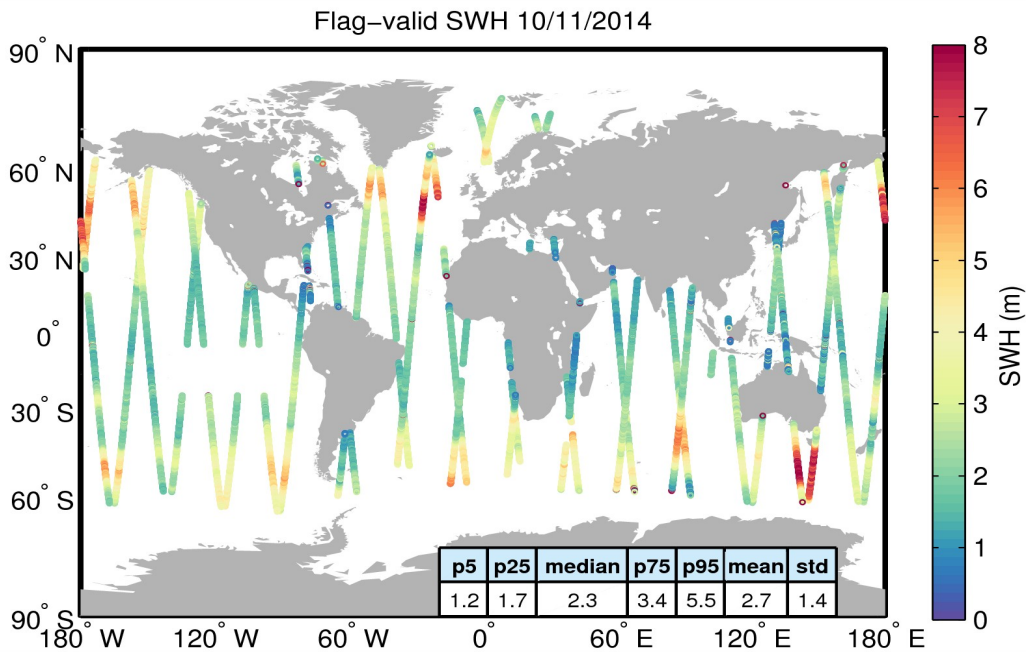 Flag−valid SWH 10/11/2014
90° N
60° N
30° N
0°
30° S
60° S
90° S
180° W
120° W
60° W
0°
60° E
120° E
180° E
8
7
6
5
4
3
2
1
0
SWH (m)
p5 p25 median p75 p95 mean std
1.2 1.7 2.3 3.4 5.5 2.7 1.4